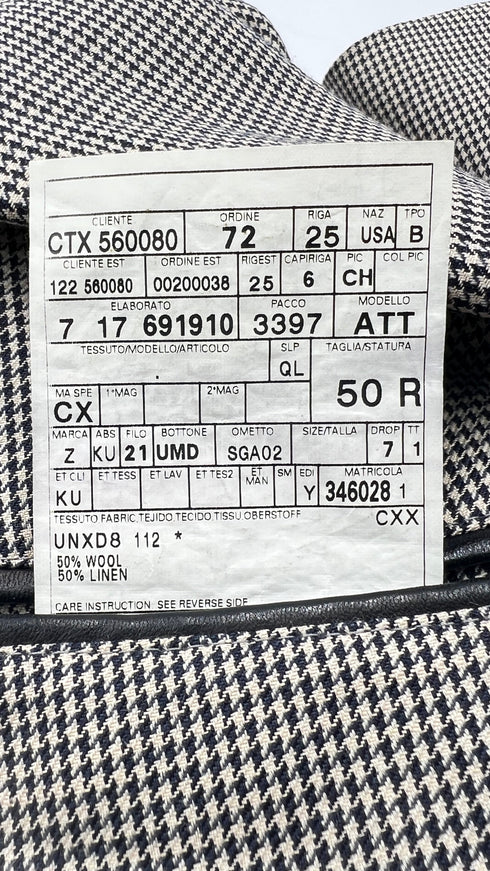 CLIENTE ORDINE RIGA NAZ TPO
CTX 560080 72 25 USA B
CLIENTE EST ORDINE EST RIGEST CAPIRIGA PIC COL PIC
122 560080 00200038 25 6 CH
ELABORATO PACCO MODELLO
7 17 691910 3397 ATT
TESSUTO/MODELLO/ARTICOLO SLP TAGLIA/STATURA
QL
50 R
MA SPE 1°MAG 2°MAG
CX
MARCA ABS FILO BOTTONE OMETTO SIZE/TALLA DROP TT
Z KU 21 UMD SGA02 7 1
ET CLI ET TESS ET LAV ET TES2 ET MAN SM EDI MATRICOLA
KU Y 346028 1
TESSUTO FABRIC,TEJIDO,TECIDO,TISSU OBERSTOFF CXX
UNXD8 112 *
50% WOOL
50% LINEN
CARE INSTRUCTION SEE REVERSE SIDE